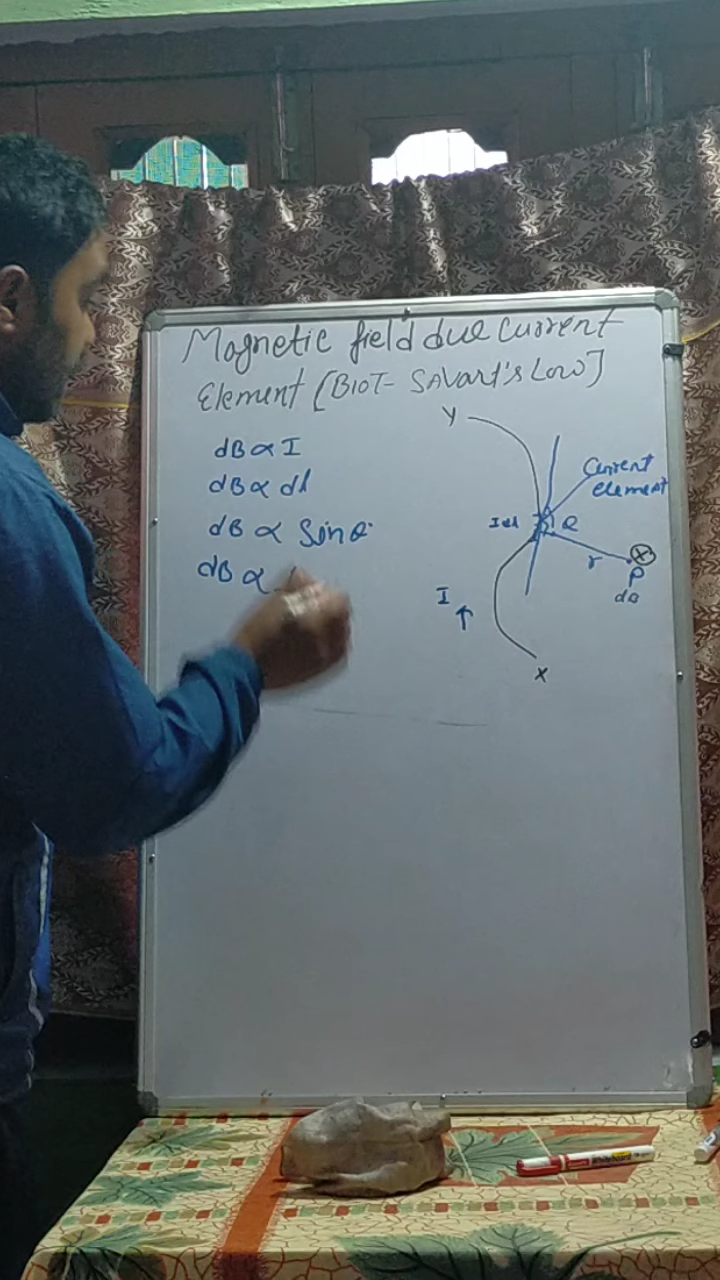 Magnetic field due Current
Element [BIOT- SAVart's Law]
dB ∝ I
dB ∝ dl
dB ∝ Sinθ
dB ∝
Y
Current
element
Idl
θ
r
P
dB
I ↑
X